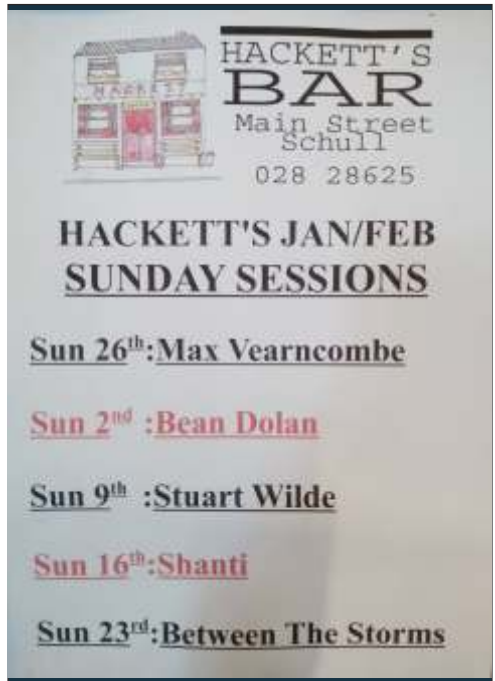 HACKETT
HACKETT'S
BAR
Main Street
Schull
028 28625
HACKETT'S JAN/FEB
SUNDAY SESSIONS
Sun 26th:Max Vearncombe
Sun 2nd :Bean Dolan
Sun 9th :Stuart Wilde
Sun 16th:Shanti
Sun 23rd:Between The Storms